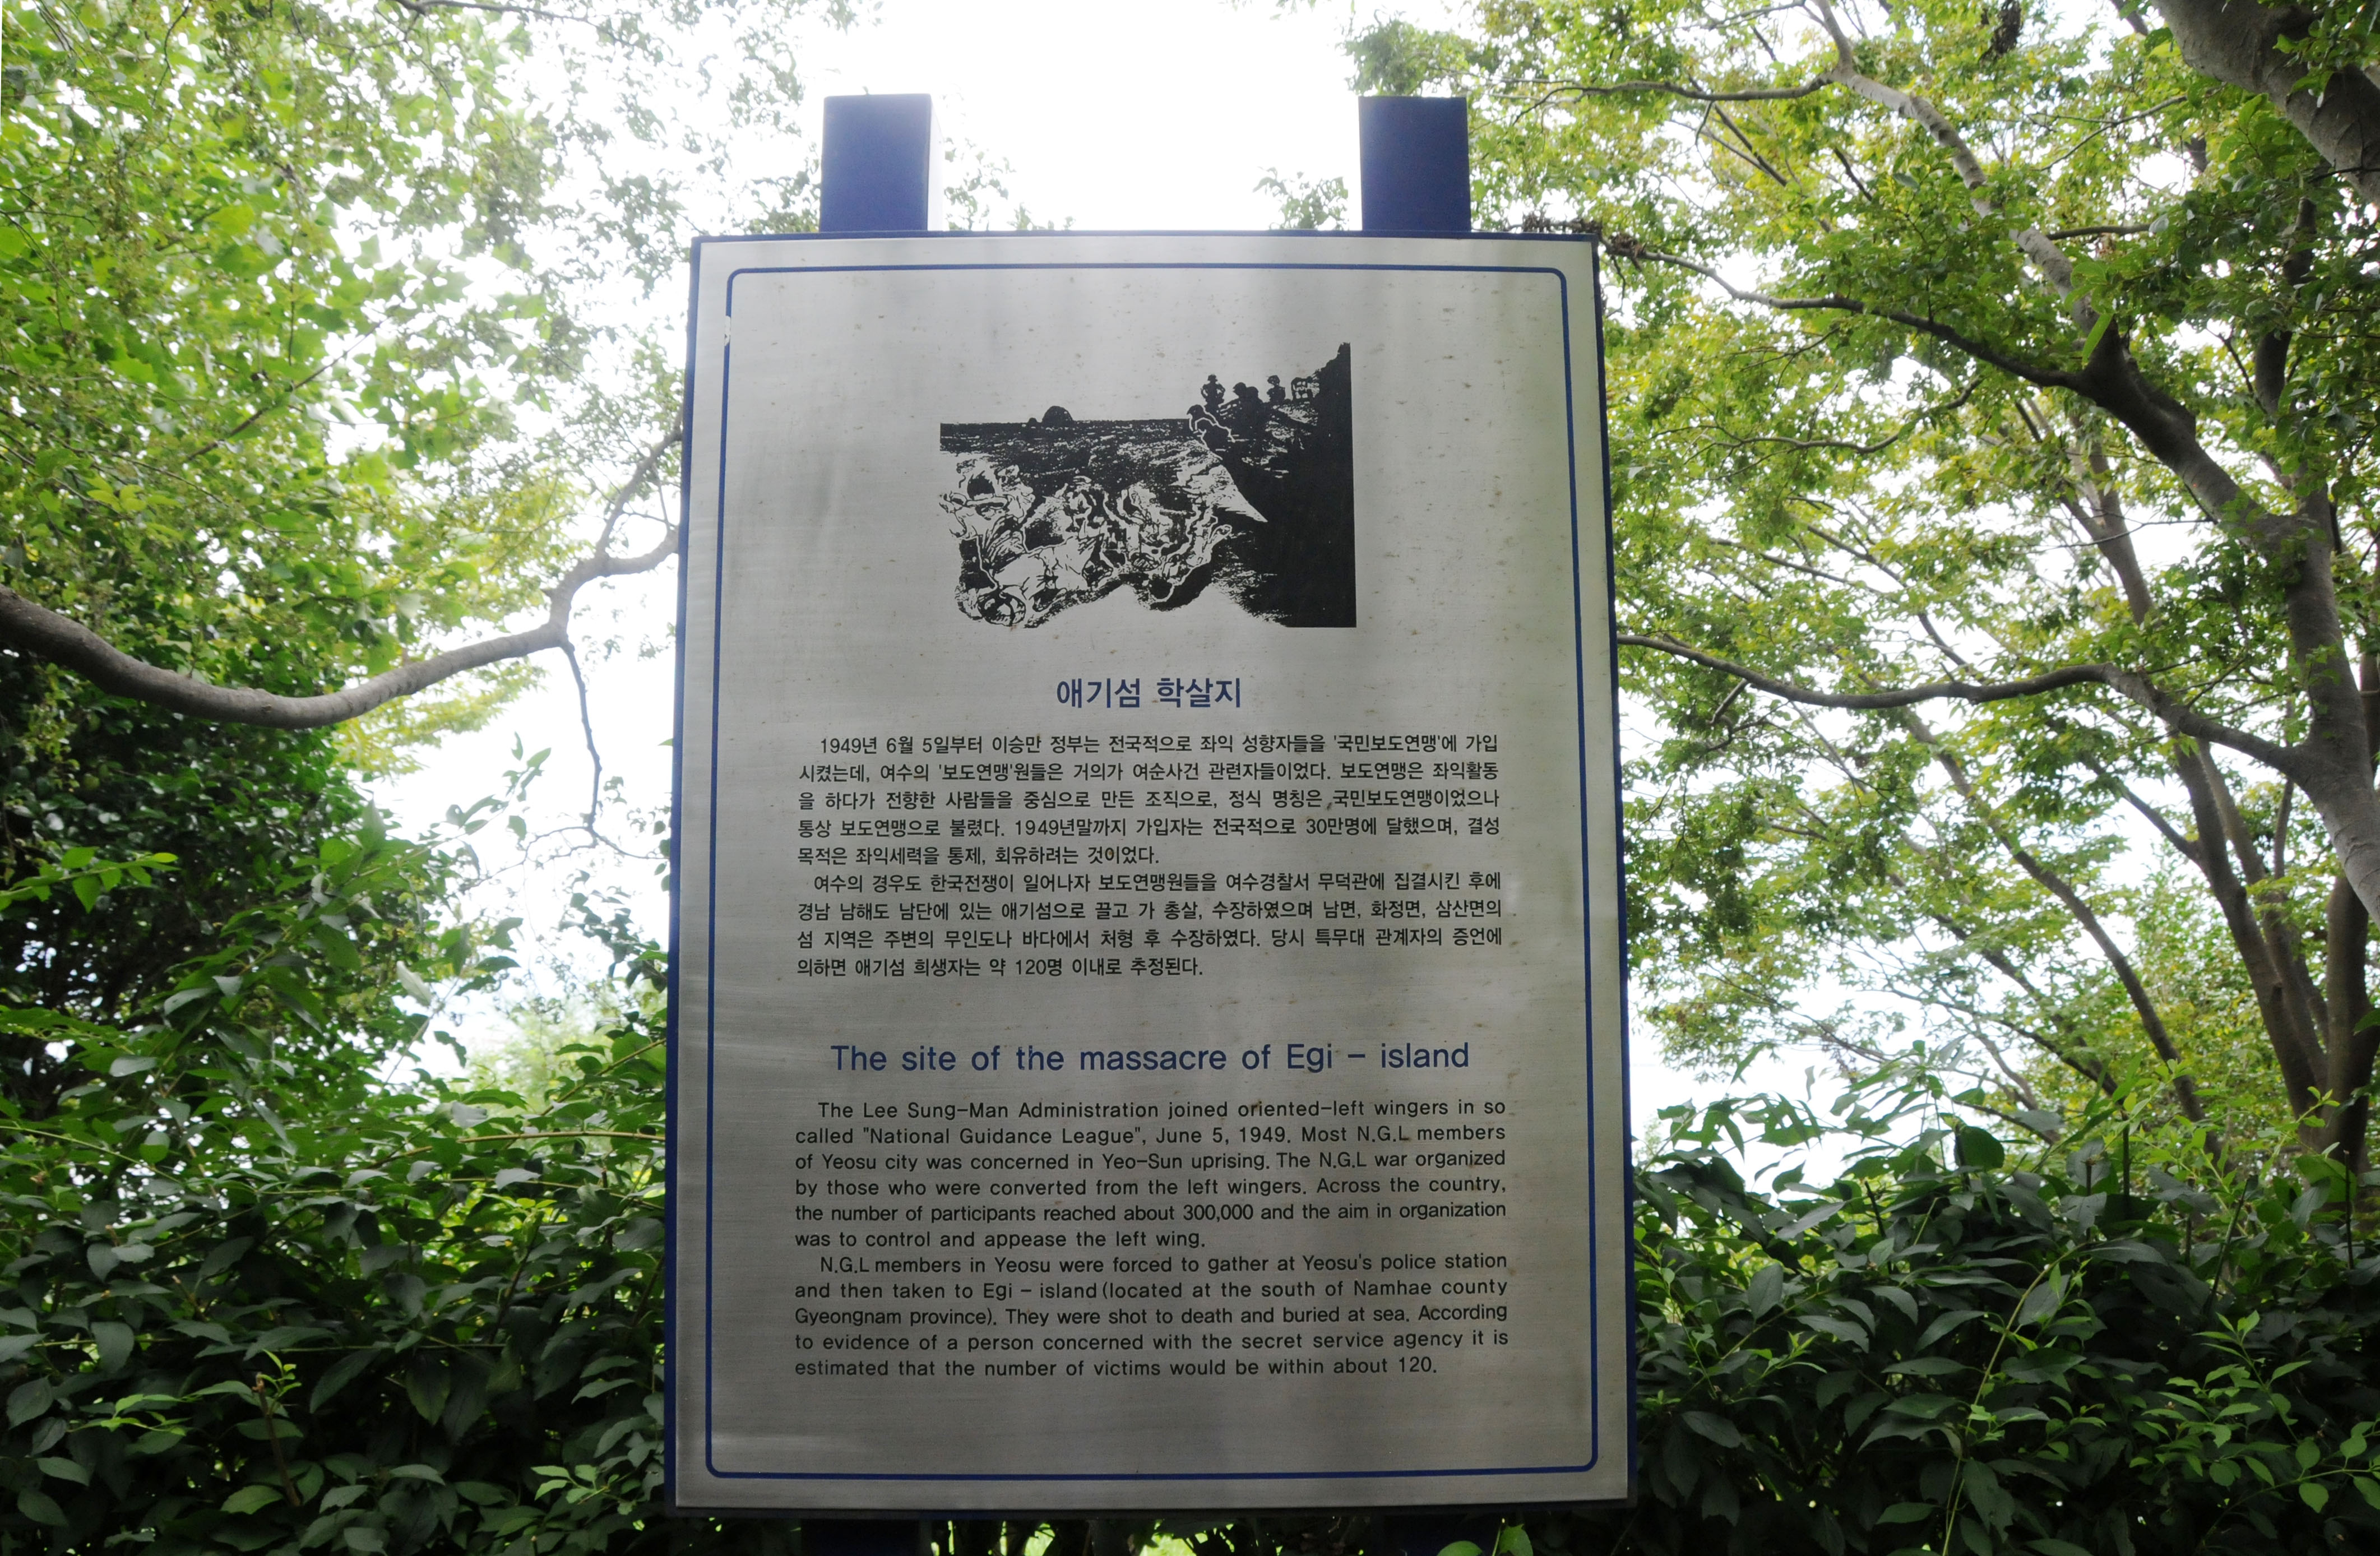 애기섬 학살지
1949년 6월 5일부터 이승만 정부는 전국적으로 좌익 성향자들을 '국민보도연맹'에 가입
시켰는데, 여수의 '보도연맹'원들은 거의가 여순사건 관련자들이었다. 보도연맹은 좌익활동
을 하다가 전향한 사람들을 중심으로 만든 조직으로, 정식 명칭은 국민보도연맹이었으나
통상 보도연맹으로 불렸다. 1949년말까지 가입자는 전국적으로 30만명에 달했으며, 결성
목적은 좌익세력을 통제, 회유하려는 것이었다.
여수의 경우도 한국전쟁이 일어나자 보도연맹원들을 여수경찰서 무덕관에 집결시킨 후에
경남 남해도 남단에 있는 애기섬으로 끌고 가 총살, 수장하였으며 남면, 화정면, 삼산면의
섬 지역은 주변의 무인도나 바다에서 처형 후 수장하였다. 당시 특무대 관계자의 증언에
의하면 애기섬 희생자는 약 120명 이내로 추정된다.
The site of the massacre of Egi – island
The Lee Sung-Man Administration joined oriented-left wingers in so
called "National Guidance League", June 5, 1949. Most N.G.L members
of Yeosu city was concerned in Yeo-Sun uprising. The N.G.L war organized
by those who were converted from the left wingers. Across the country,
the number of participants reached about 300,000 and the aim in organization
was to control and appease the left wing.
N.G.L members in Yeosu were forced to gather at Yeosu's police station
and then taken to Egi – island (located at the south of Namhae county
Gyeongnam province). They were shot to death and buried at sea. According
to evidence of a person concerned with the secret service agency it is
estimated that the number of victims would be within about 120.